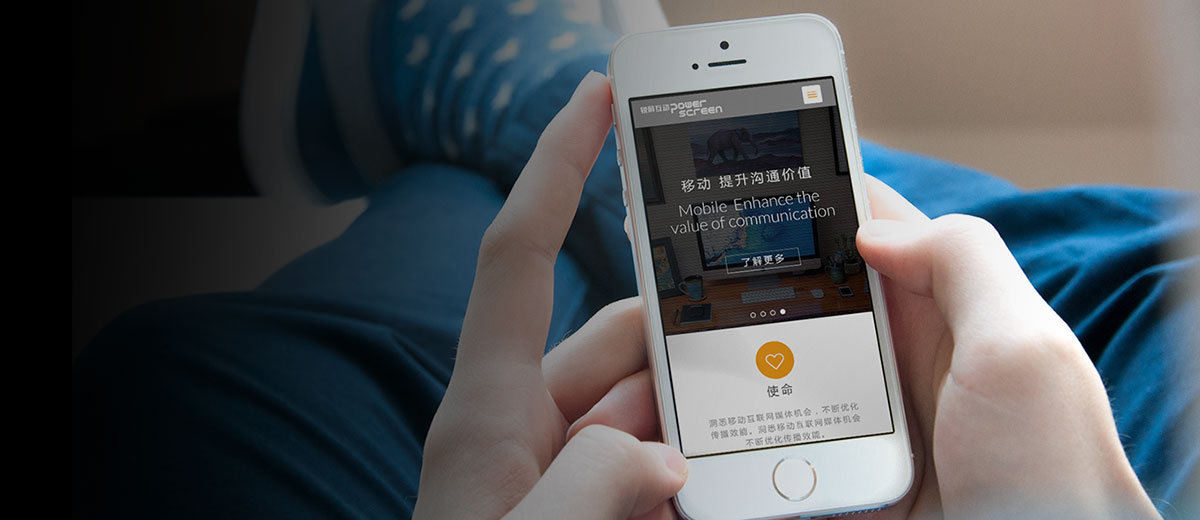 互动 power
screen
移动 提升沟通价值
Mobile Enhance the
value of communication
了解更多
使命
洞悉移动互联网媒体机会，不断优化
传播效能。洞悉移动互联网媒体机会
不断优化传播效能。